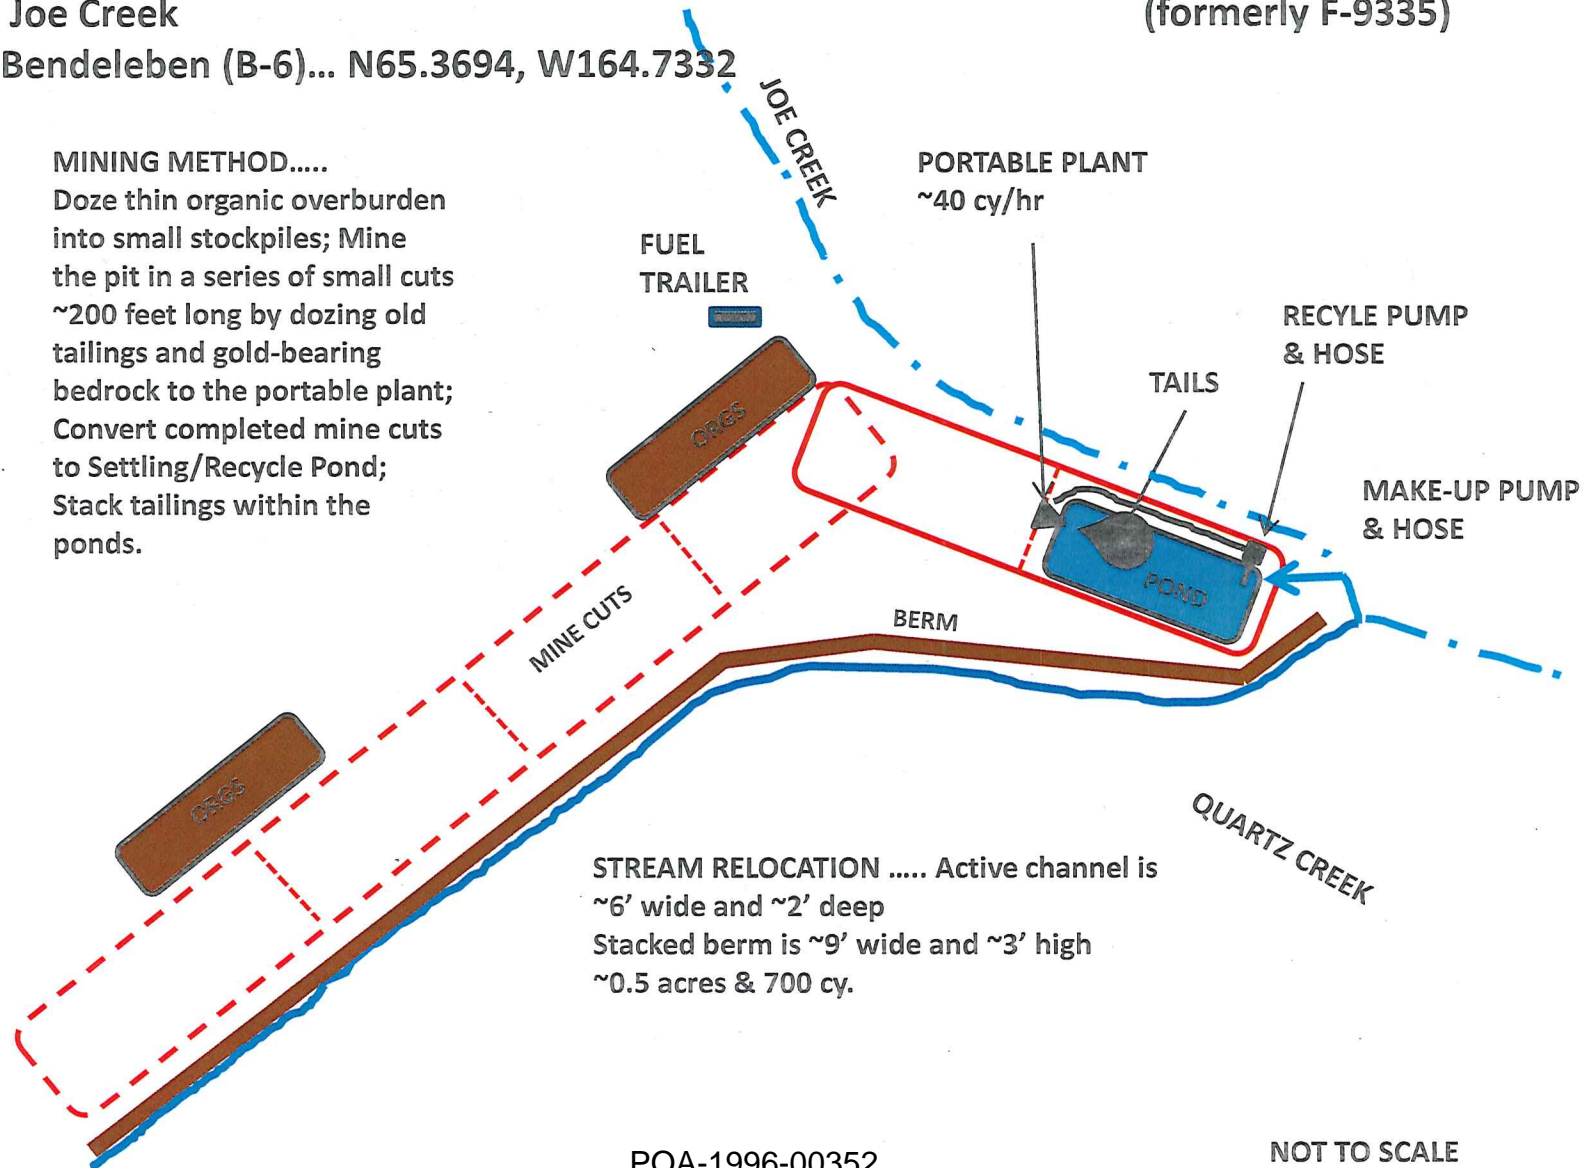 Joe Creek
(formerly F-9335)
Bendeleben (B-6)... N65.3694, W164.7332
MINING METHOD.....
Doze thin organic overburden
into small stockpiles; Mine
the pit in a series of small cuts
~200 feet long by dozing old
tailings and gold-bearing
bedrock to the portable plant;
Convert completed mine cuts
to Settling/Recycle Pond;
Stack tailings within the
ponds.
JOE CREEK
PORTABLE PLANT
~40 cy/hr
FUEL
TRAILER
RECYLE PUMP
& HOSE
TAILS
MAKE-UP PUMP
& HOSE
ORGS
POND
MINE CUTS
BERM
ORGS
QUARTZ CREEK
STREAM RELOCATION ..... Active channel is
~6' wide and ~2' deep
Stacked berm is ~9' wide and ~3' high
~0.5 acres & 700 cy.
POA-1996-00352
NOT TO SCALE